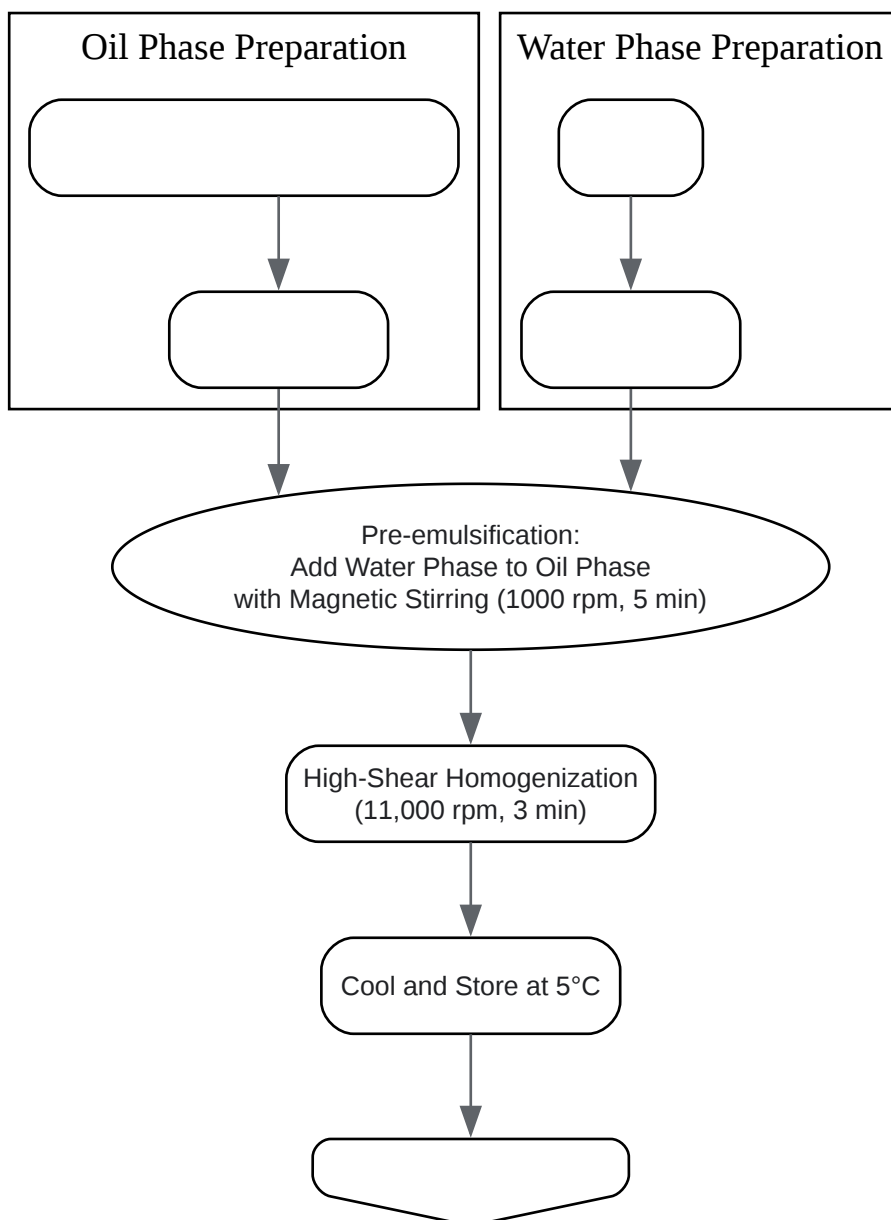 Oil Phase Preparation
Water Phase Preparation
Pre-emulsification:
Add Water Phase to Oil Phase
with Magnetic Stirring (1000 rpm, 5 min)
High-Shear Homogenization
(11,000 rpm, 3 min)
Cool and Store at 5°C